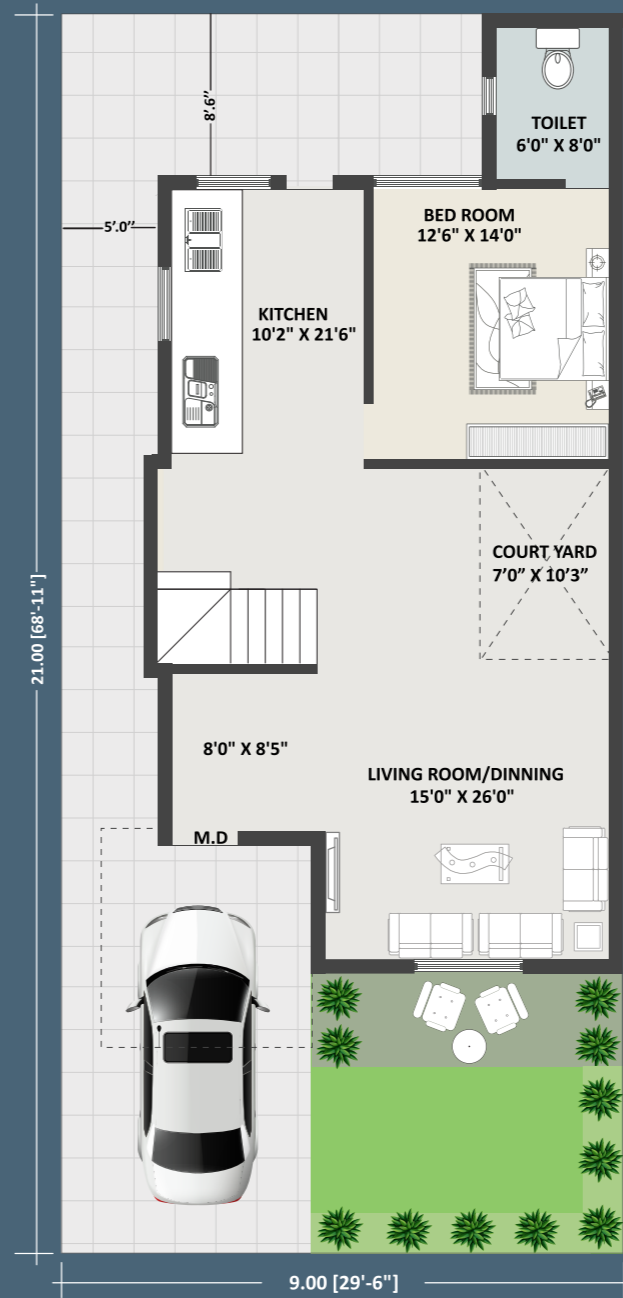 8'.6"
TOILET
6'0" X 8'0"
5'.0"
BED ROOM
12'6" X 14'0"
KITCHEN
10'2" X 21'6"
COURT YARD
7'0” X 10'3”
21.00 [68'-11"]
8'0" X 8'5"
LIVING ROOM/DINNING
15'0" X 26'0"
M.D
9.00 [29'-6"]